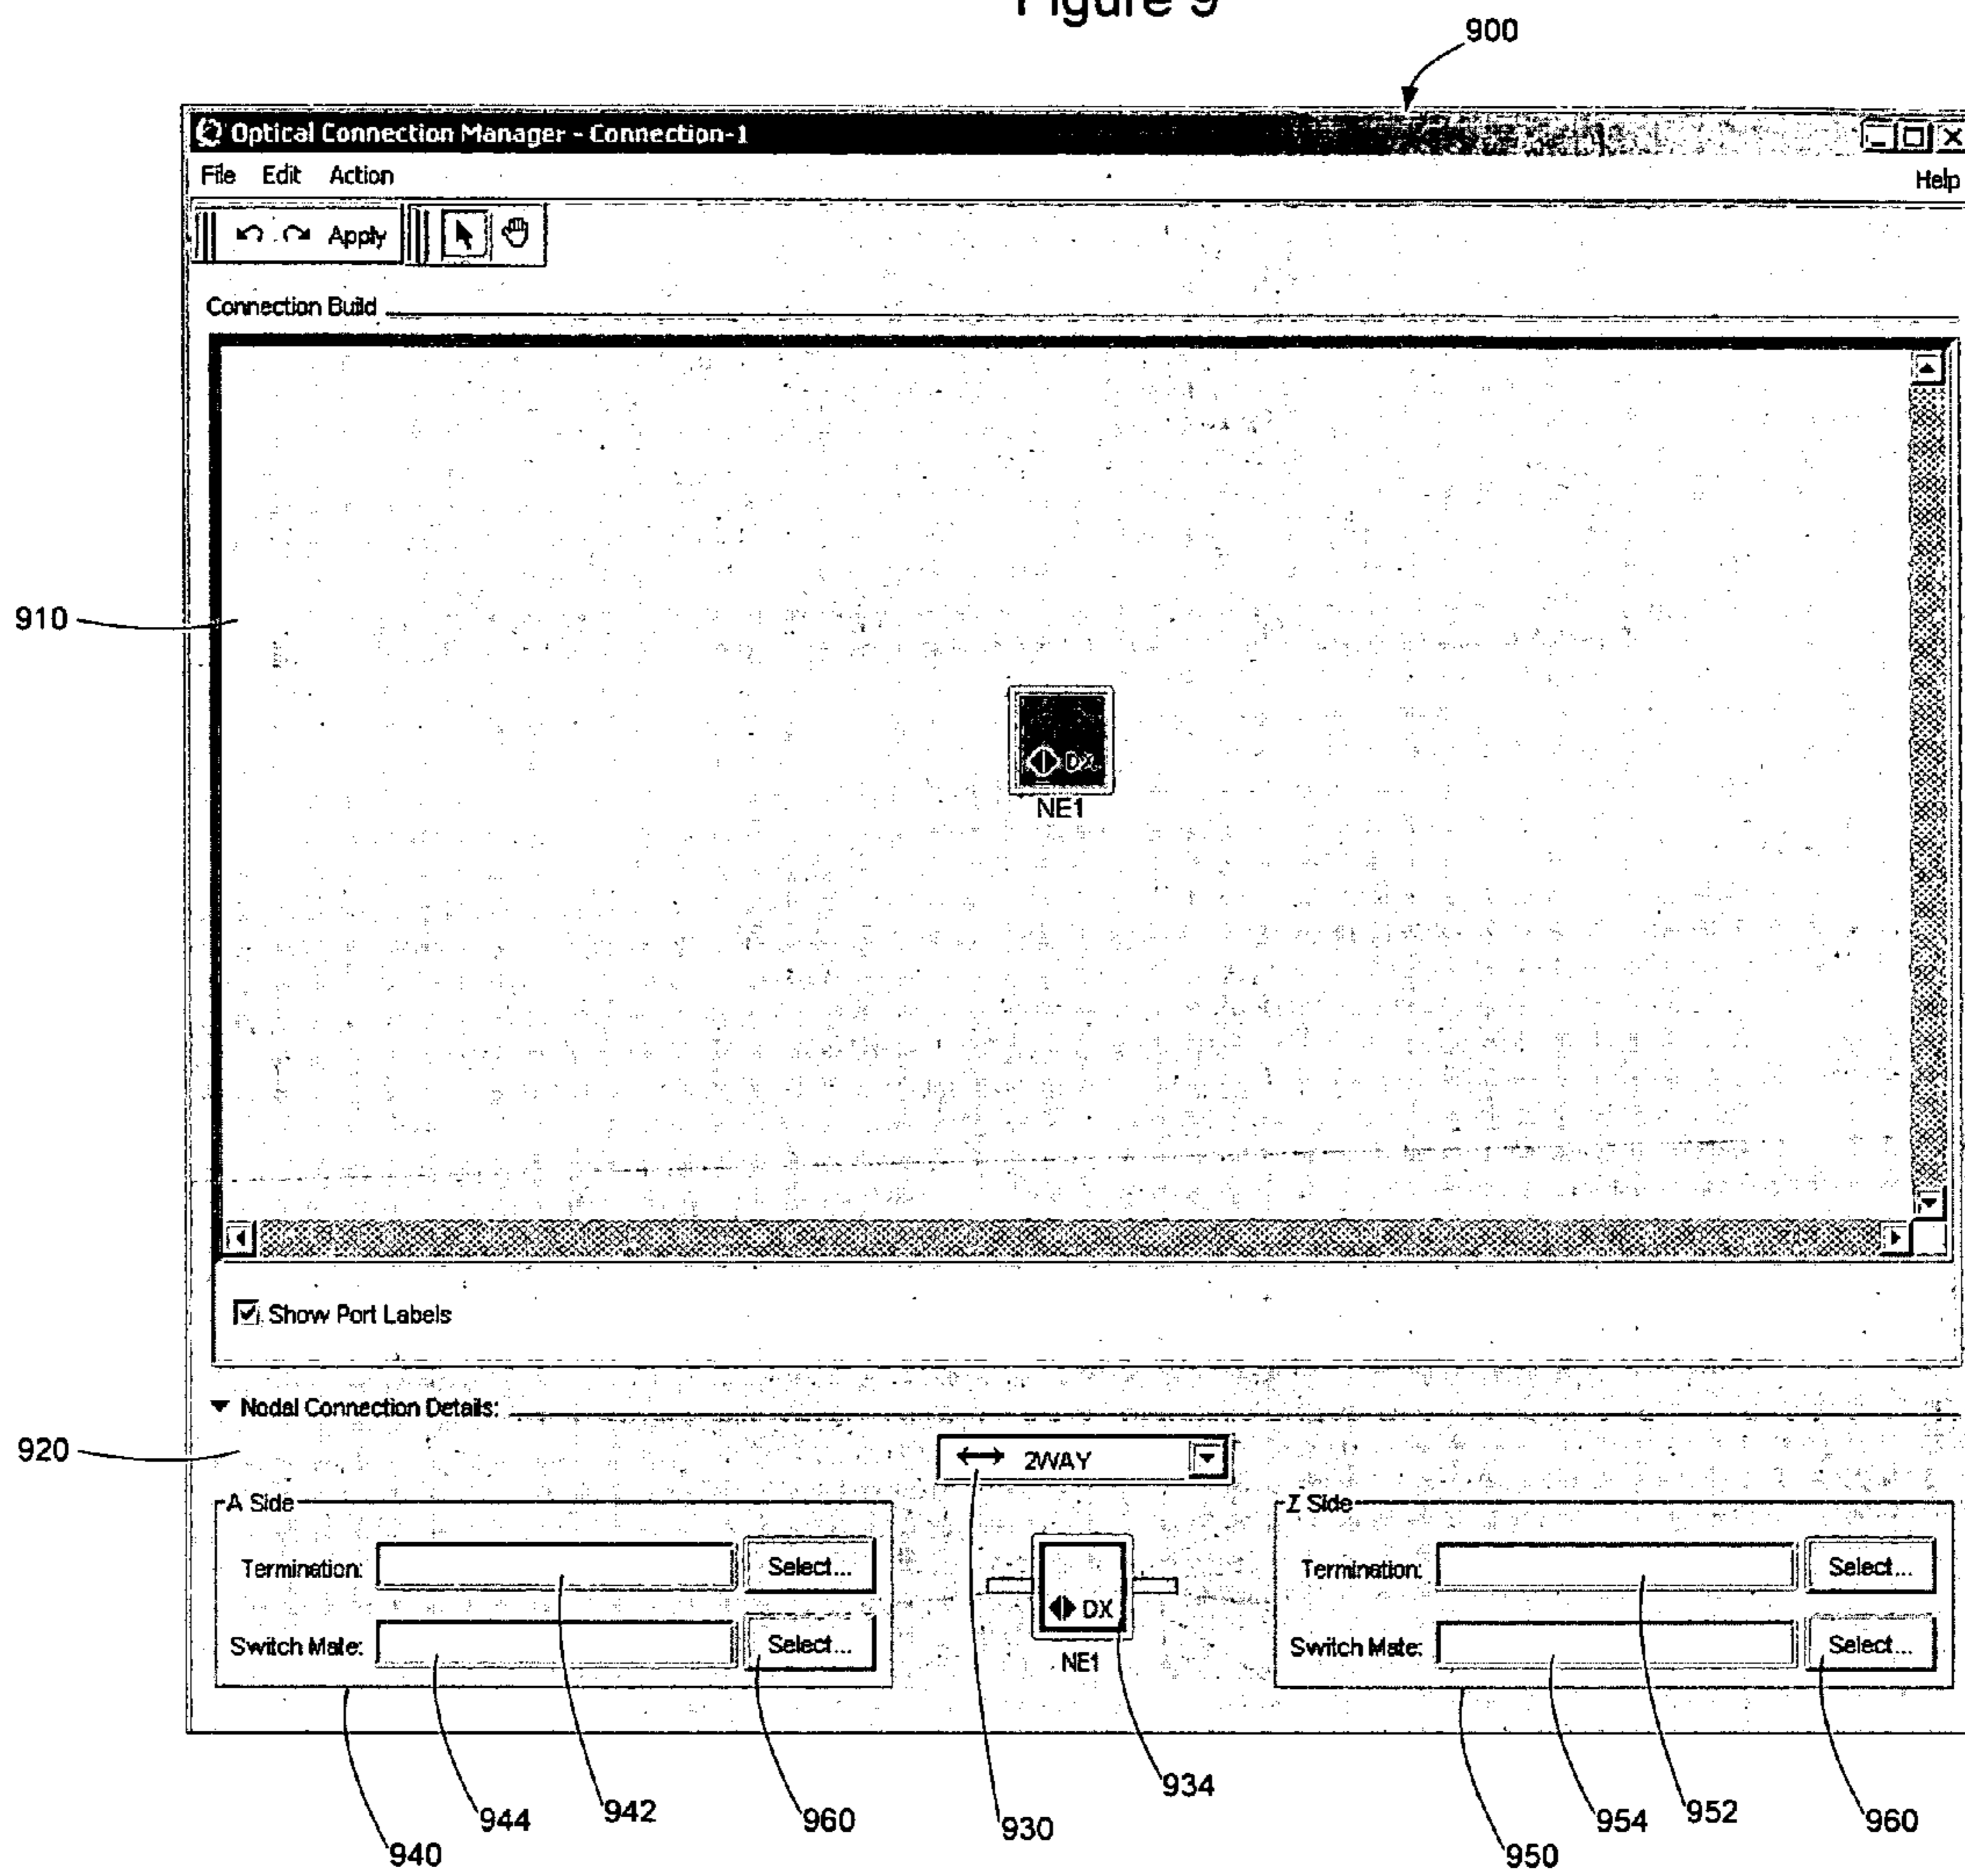 Figure 9
900
Optical Connection Manager - Connection-1
File Edit Action Help
Apply
Connection Build
910
DX
NE1
Show Port Labels
Nodal Connection Details:
920
2WAY
A Side
Z Side
Termination: Select...
DX
Termination: Select...
Switch Mate: Select...
NE1
Switch Mate: Select...
934
944 942 960 930 954 952 960
940 950